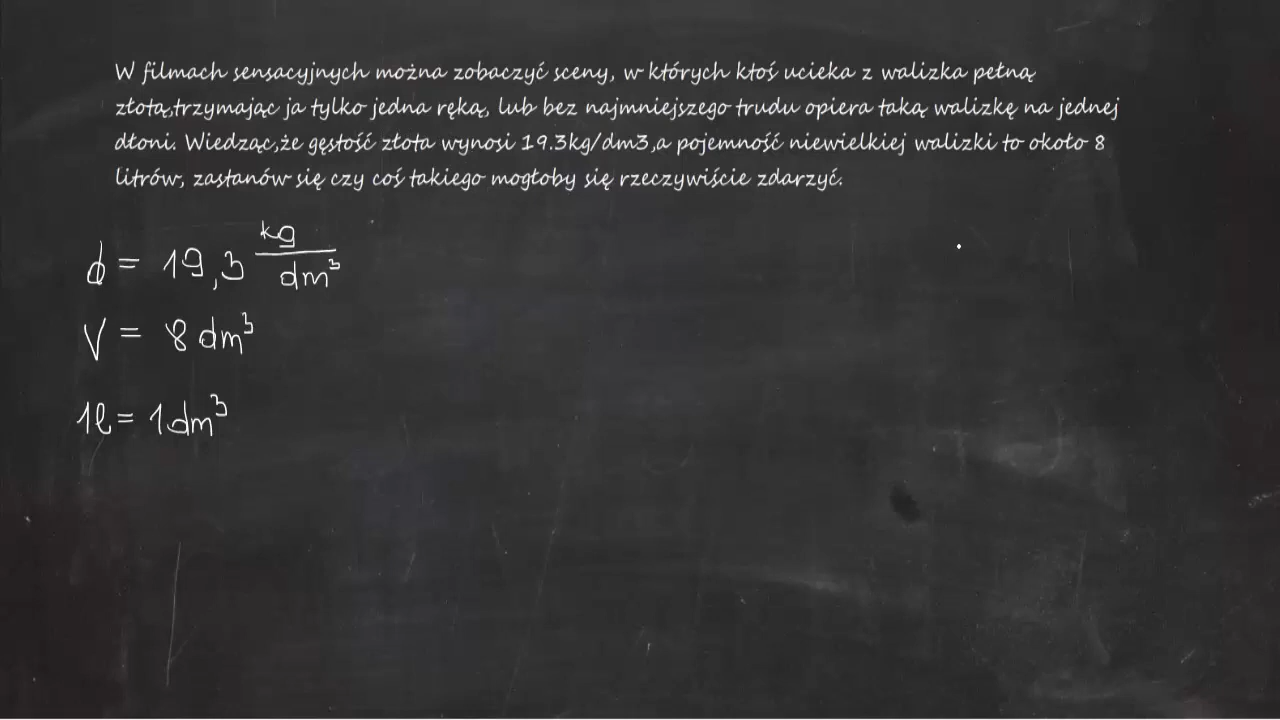 W filmach sensacyjnych można zobaczyć sceny, w których ktoś ucieka z walizka pełną
złotą,trzymając ja tylko jedna ręką, lub bez najmniejszego trudu opiera taką walizkę na jednej
dłoni. Wiedząc,że gęstość złota wynosi 19.3kg/dm3,a pojemność niewielkiej walizki to około 8
litrów, zastanów się czy coś takiego mogłoby się rzeczywiście zdarzyć.
d = 19,3 kg/dm³
V = 8 dm³
1l = 1dm³